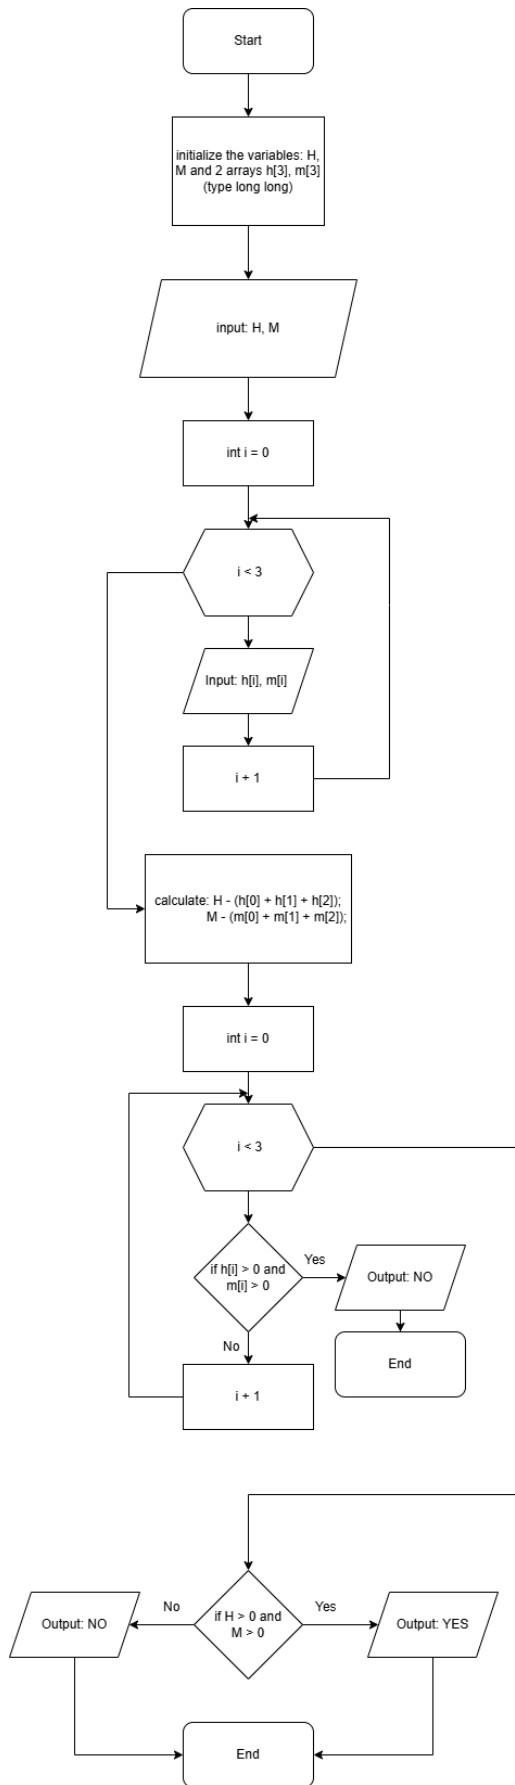 Start
initialize the variables: H,
M and 2 arrays h[3], m[3]
(type long long)
input: H, M
int i = 0
i < 3
Input: h[i], m[i]
i + 1
calculate: H - (h[0] + h[1] + h[2]);
M - (m[0] + m[1] + m[2]);
int i = 0
i < 3
if h[i] > 0 and
m[i] > 0
Yes
Output: NO
No
End
i + 1
No
if H > 0 and
M > 0
Yes
Output: NO
Output: YES
End